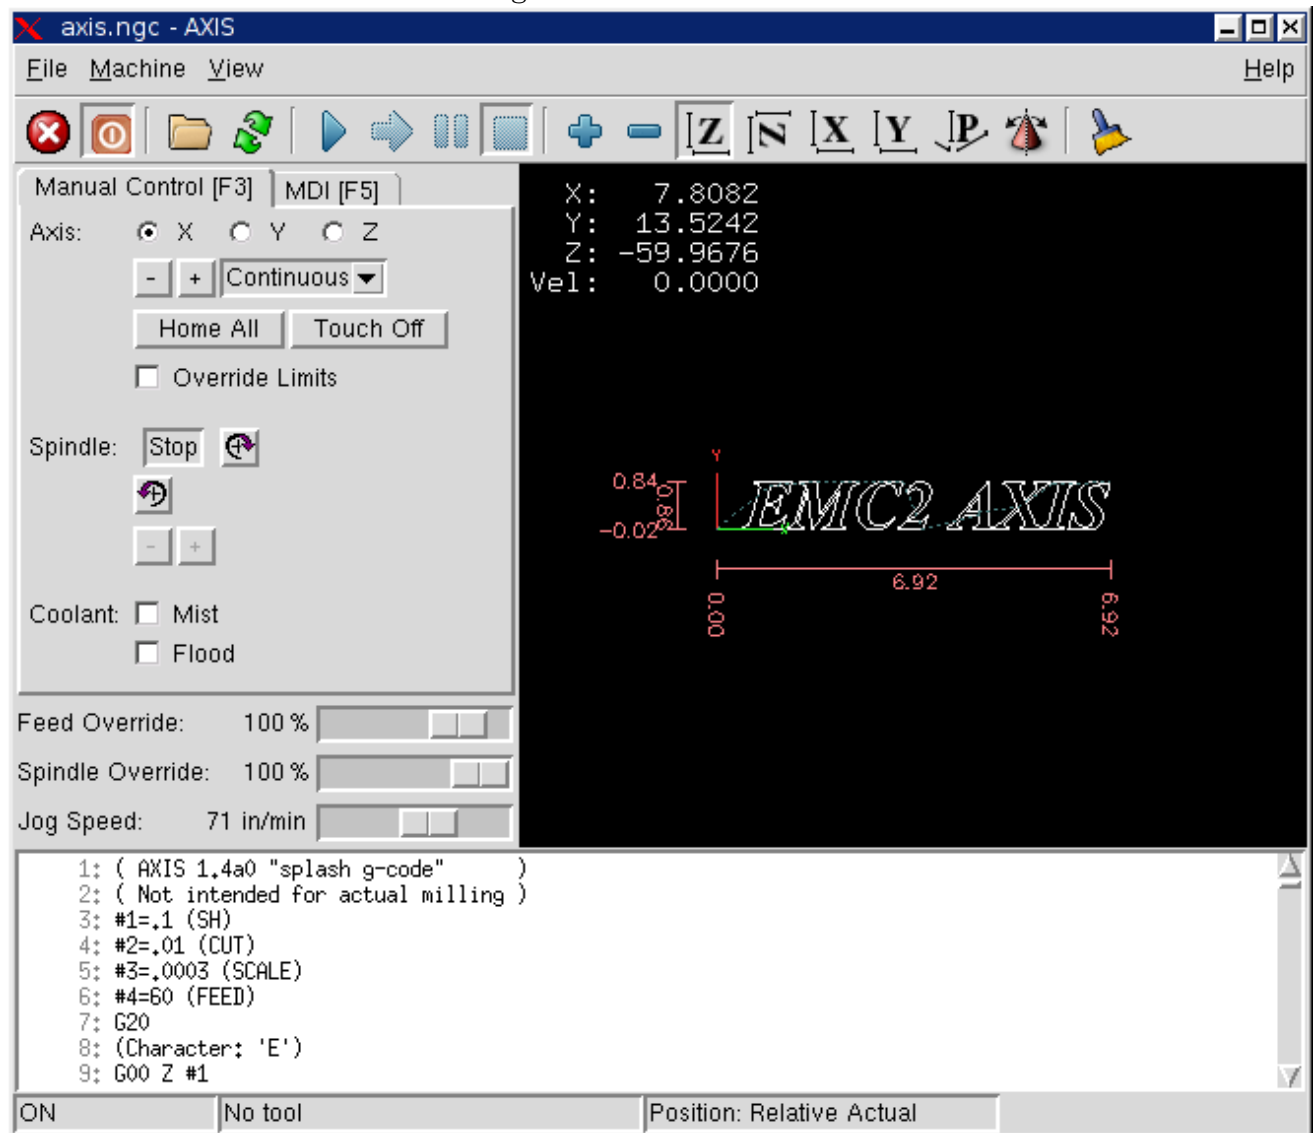 g
axis.ngc - AXIS
File Machine View Help
Z N X Y P
Manual Control [F3] MDI [F5]
Axis: X Y Z
- + Continuous
Home All Touch Off
Override Limits
Spindle: Stop
- +
Coolant: Mist
Flood
Feed Override: 100 %
Spindle Override: 100 %
Jog Speed: 71 in/min
X: 7.8082
Y: 13.5242
Z: -59.9676
Vel: 0.0000
Y
0.84
0.86
-0.02
EMC2 AXIS
X
6.92
0.00
6.92
1: ( AXIS 1.4a0 "splash g-code" )
2: ( Not intended for actual milling )
3: #1=.1 (SH)
4: #2=.01 (CUT)
5: #3=.0003 (SCALE)
6: #4=60 (FEED)
7: G20
8: (Character: 'E')
9: G00 Z #1
ON No tool Position: Relative Actual